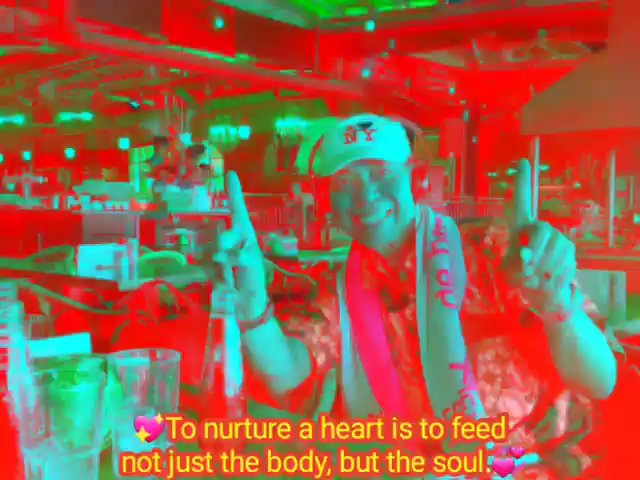 NY
💖To nurture a heart is to feed
not just the body, but the soul.💞